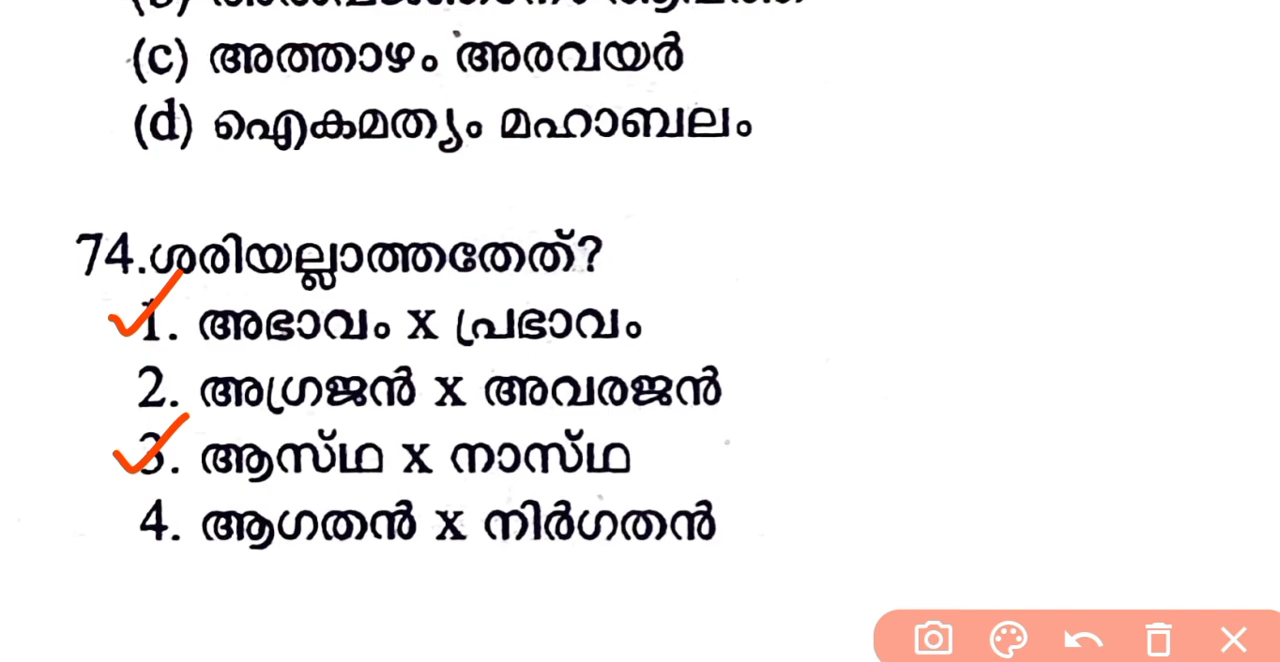 (c) അത്താഴം അരവയർ
(d) ഐകമത്യം മഹാബലം
74.ശരിയല്ലാത്തതേത്?
1. അഭാവം x പ്രഭാവം
2. അഗ്രജൻ x അവരജൻ
3. ആസ്ഥ x നാസ്ഥ
4. ആഗതൻ x നിർഗതൻ